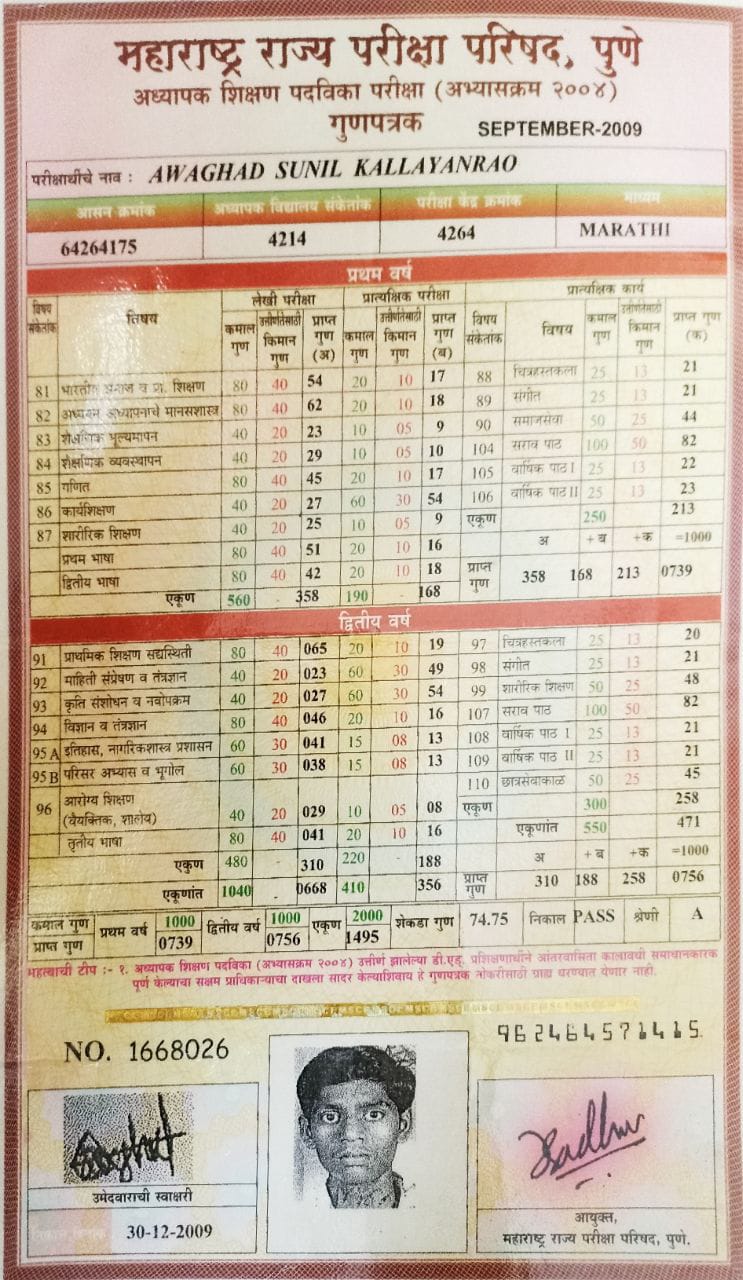 महाराष्ट्र राज्य परीक्षा परिषद, पुणे
अध्यापक शिक्षण पदविका परीक्षा (अभ्यासक्रम २००४)
गुणपत्रक SEPTEMBER-2009
परीक्षार्थीचे नाव : AWAGHAD SUNIL KALLAYANRAO
आसन क्रमांक अध्यापक विद्यालय संकेतांक परीक्षा केंद्र क्रमांक माध्यम
64264175 4214 4264 MARATHI
प्रथम वर्ष
विषय संकेतांक विषय लेखी परीक्षा प्रात्यक्षिक परीक्षा प्रात्यक्षिक कार्य
कमाल गुण उत्तीर्णतेसाठी किमान गुण प्राप्त गुण (अ) कमाल गुण उत्तीर्णतेसाठी किमान गुण प्राप्त गुण (ब) विषय संकेतांक विषय कमाल गुण उत्तीर्णतेसाठी किमान गुण प्राप्त गुण (क)
81 भारतीय समाज व प्रा. शिक्षण 80 40 54 20 10 17 88 चित्रहस्तकला 25 13 21
82 अध्ययन अध्यापनाचे मानसशास्त्र 80 40 62 20 10 18 89 संगीत 25 13 21
83 शैक्षणिक मूल्यमापन 40 20 23 10 05 9 90 समाजसेवा 50 25 44
84 शैक्षणिक व्यवस्थापन 40 20 29 10 05 10 104 सराव पाठ 100 50 82
85 गणित 80 40 45 20 10 17 105 वार्षिक पाठ I 25 13 22
86 कार्यशिक्षण 40 20 27 60 30 54 106 वार्षिक पाठ II 25 13 23
87 शारीरिक शिक्षण 40 20 25 10 05 9 एकूण 250 213
प्रथम भाषा 80 40 51 20 10 16 अ +ब +क =1000
द्वितीय भाषा 80 40 42 20 10 18 प्राप्त गुण 358 168 213 0739
एकूण 560 - 358 190 - 168
द्वितीय वर्ष
91 प्राथमिक शिक्षण सद्यस्थिती 80 40 065 20 10 19 97 चित्रहस्तकला 25 13 20
92 माहिती संप्रेषण व तंत्रज्ञान 40 20 023 60 30 49 98 संगीत 25 13 21
93 कृति संशोधन व नवोपक्रम 40 20 027 60 30 54 99 शारीरिक शिक्षण 50 25 48
94 विज्ञान व तंत्रज्ञान 80 40 046 20 10 16 107 सराव पाठ 100 50 82
95 A इतिहास, नागरिकशास्त्र प्रशासन 60 30 041 15 08 13 108 वार्षिक पाठ I 25 13 21
95 B परिसर अभ्यास व भूगोल 60 30 038 15 08 13 109 वार्षिक पाठ II 25 13 21
110 छात्रसेवाकाळ 50 25 45
96 आरोग्य शिक्षण (वैयक्तिक, शालेय) 40 20 029 10 05 08 एकूण 300 258
तृतीय भाषा 80 40 041 20 10 16 एकूणांत 550 471
एकुण 480 - 310 220 - 188 अ +ब +क =1000
एकूणांत 1040 - 0668 410 356 प्राप्त गुण 310 188 258 0756
कमाल गुण प्रथम वर्ष 1000 द्वितीय वर्ष 1000 एकूण 2000 शेकडा गुण 74.75 निकाल PASS श्रेणी A
प्राप्त गुण 0739 0756 1495
महत्वाची टीप :- १. अध्यापक शिक्षण पदविका (अभ्यासक्रम २००४) उत्तीर्ण झालेल्या डी.एड्. प्रशिक्षणार्थीने आंतरवासिता कालावधी समाधानकारक
पूर्ण केल्याचा सक्षम प्राधिकाऱ्याचा दाखला सादर केल्याशिवाय हे गुणपत्रक नोकरीसाठी ग्राह्य धरण्यात येणार नाही.
962464571415
NO. 1668026
उमेदवाराची स्वाक्षरी
30-12-2009
आयुक्त,
महाराष्ट्र राज्य परीक्षा परिषद, पुणे.